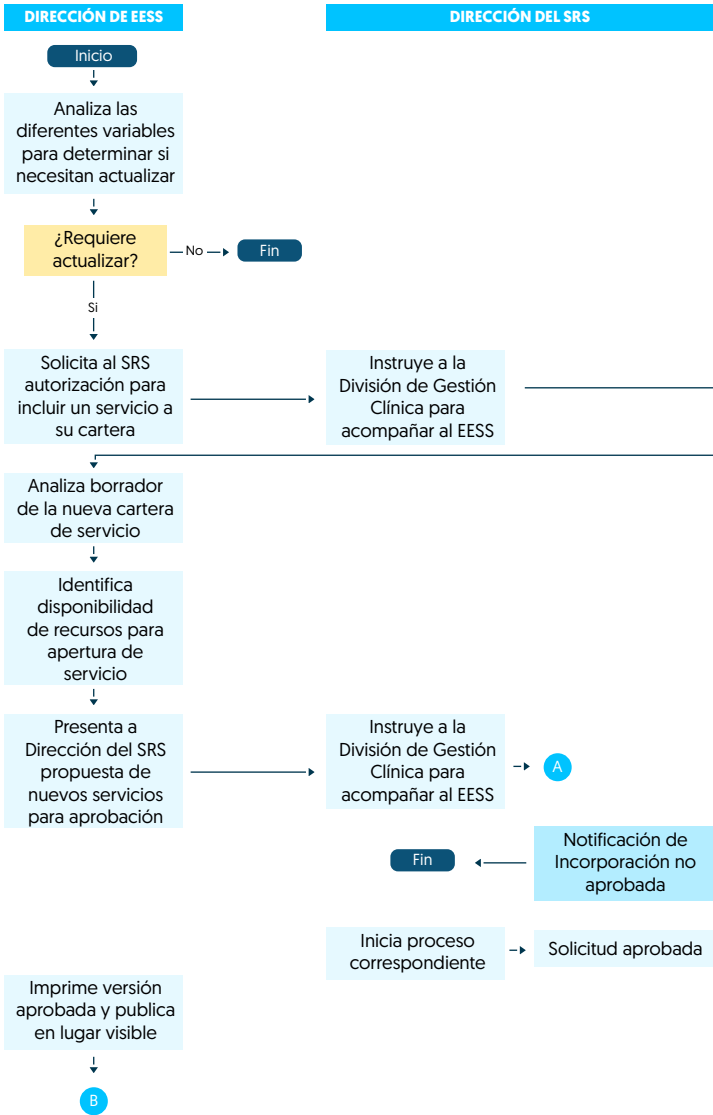 DIRECCIÓN DE EESS
DIRECCIÓN DEL SRS
Inicio
Analiza las
diferentes variables
para determinar si
necesitan actualizar
¿Requiere
actualizar?
No
Fin
Si
Solicita al SRS
autorización para
incluir un servicio a
su cartera
Instruye a la
División de Gestión
Clínica para
acompañar al EESS
Analiza borrador
de la nueva cartera
de servicio
Identifica
disponibilidad
de recursos para
apertura de
servicio
Presenta a
Dirección del SRS
propuesta de
nuevos servicios
para aprobación
Instruye a la
División de Gestión
Clínica para
acompañar al EESS
A
Fin
Notificación de
Incorporación no
aprobada
Inicia proceso
correspondiente
Solicitud aprobada
Imprime versión
aprobada y publica
en lugar visible
B